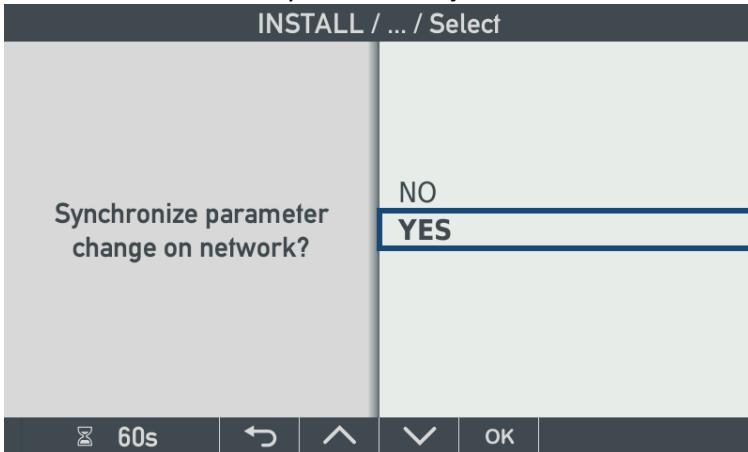 INSTALL / ... / Select
Synchronize parameter
change on network?
NO
YES
60s
OK